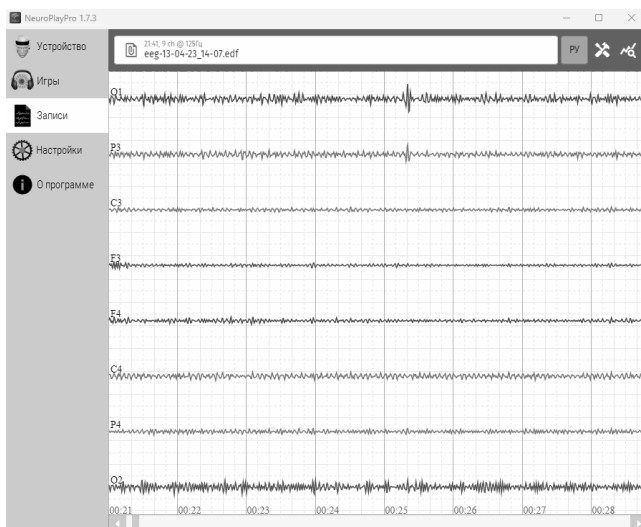 NeuroPlayPro 1.7.3
Устройство
Игры
Записи
Настройки
О программе
21:41, 9 ch @ 125Гц
eeg-13-04-23_14-07.edf
РУ
O1
P3
C3
F3
F4
C4
P4
O2
00:21 00:22 00:23 00:24 00:25 00:26 00:27 00:28